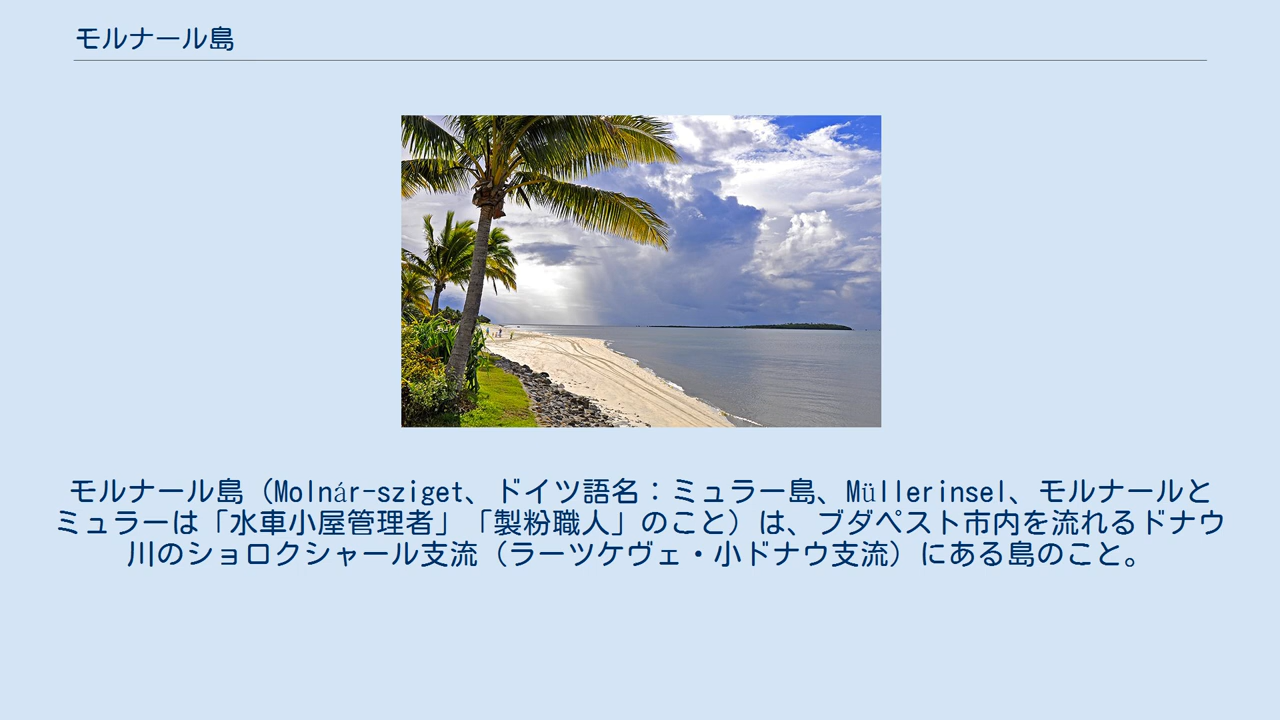 モルナール島
モルナール島（Molnár-sziget、ドイツ語名：ミュラー島、Müllerinsel、モルナールと
ミュラーは「水車小屋管理者」「製粉職人」のこと）は、ブダペスト市内を流れるドナウ
川のショロクシャール支流（ラーツケヴェ・小ドナウ支流）にある島のこと。